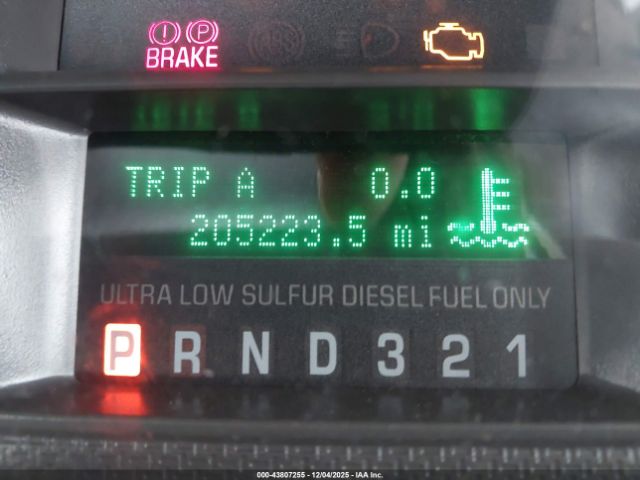 (!) (P)
BRAKE
TRIP A 0.0
205223.5 mi
ULTRA LOW SULFUR DIESEL FUEL ONLY
P R N D 3 2 1
000-43807255 - 12/04/2025 - IAA Inc.